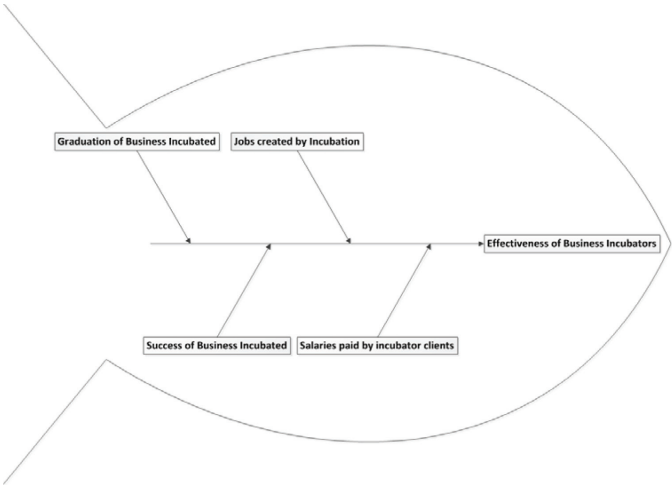 Graduation of Business Incubated
Jobs created by Incubation
Effectiveness of Business Incubators
Success of Business Incubated
Salaries paid by incubator clients